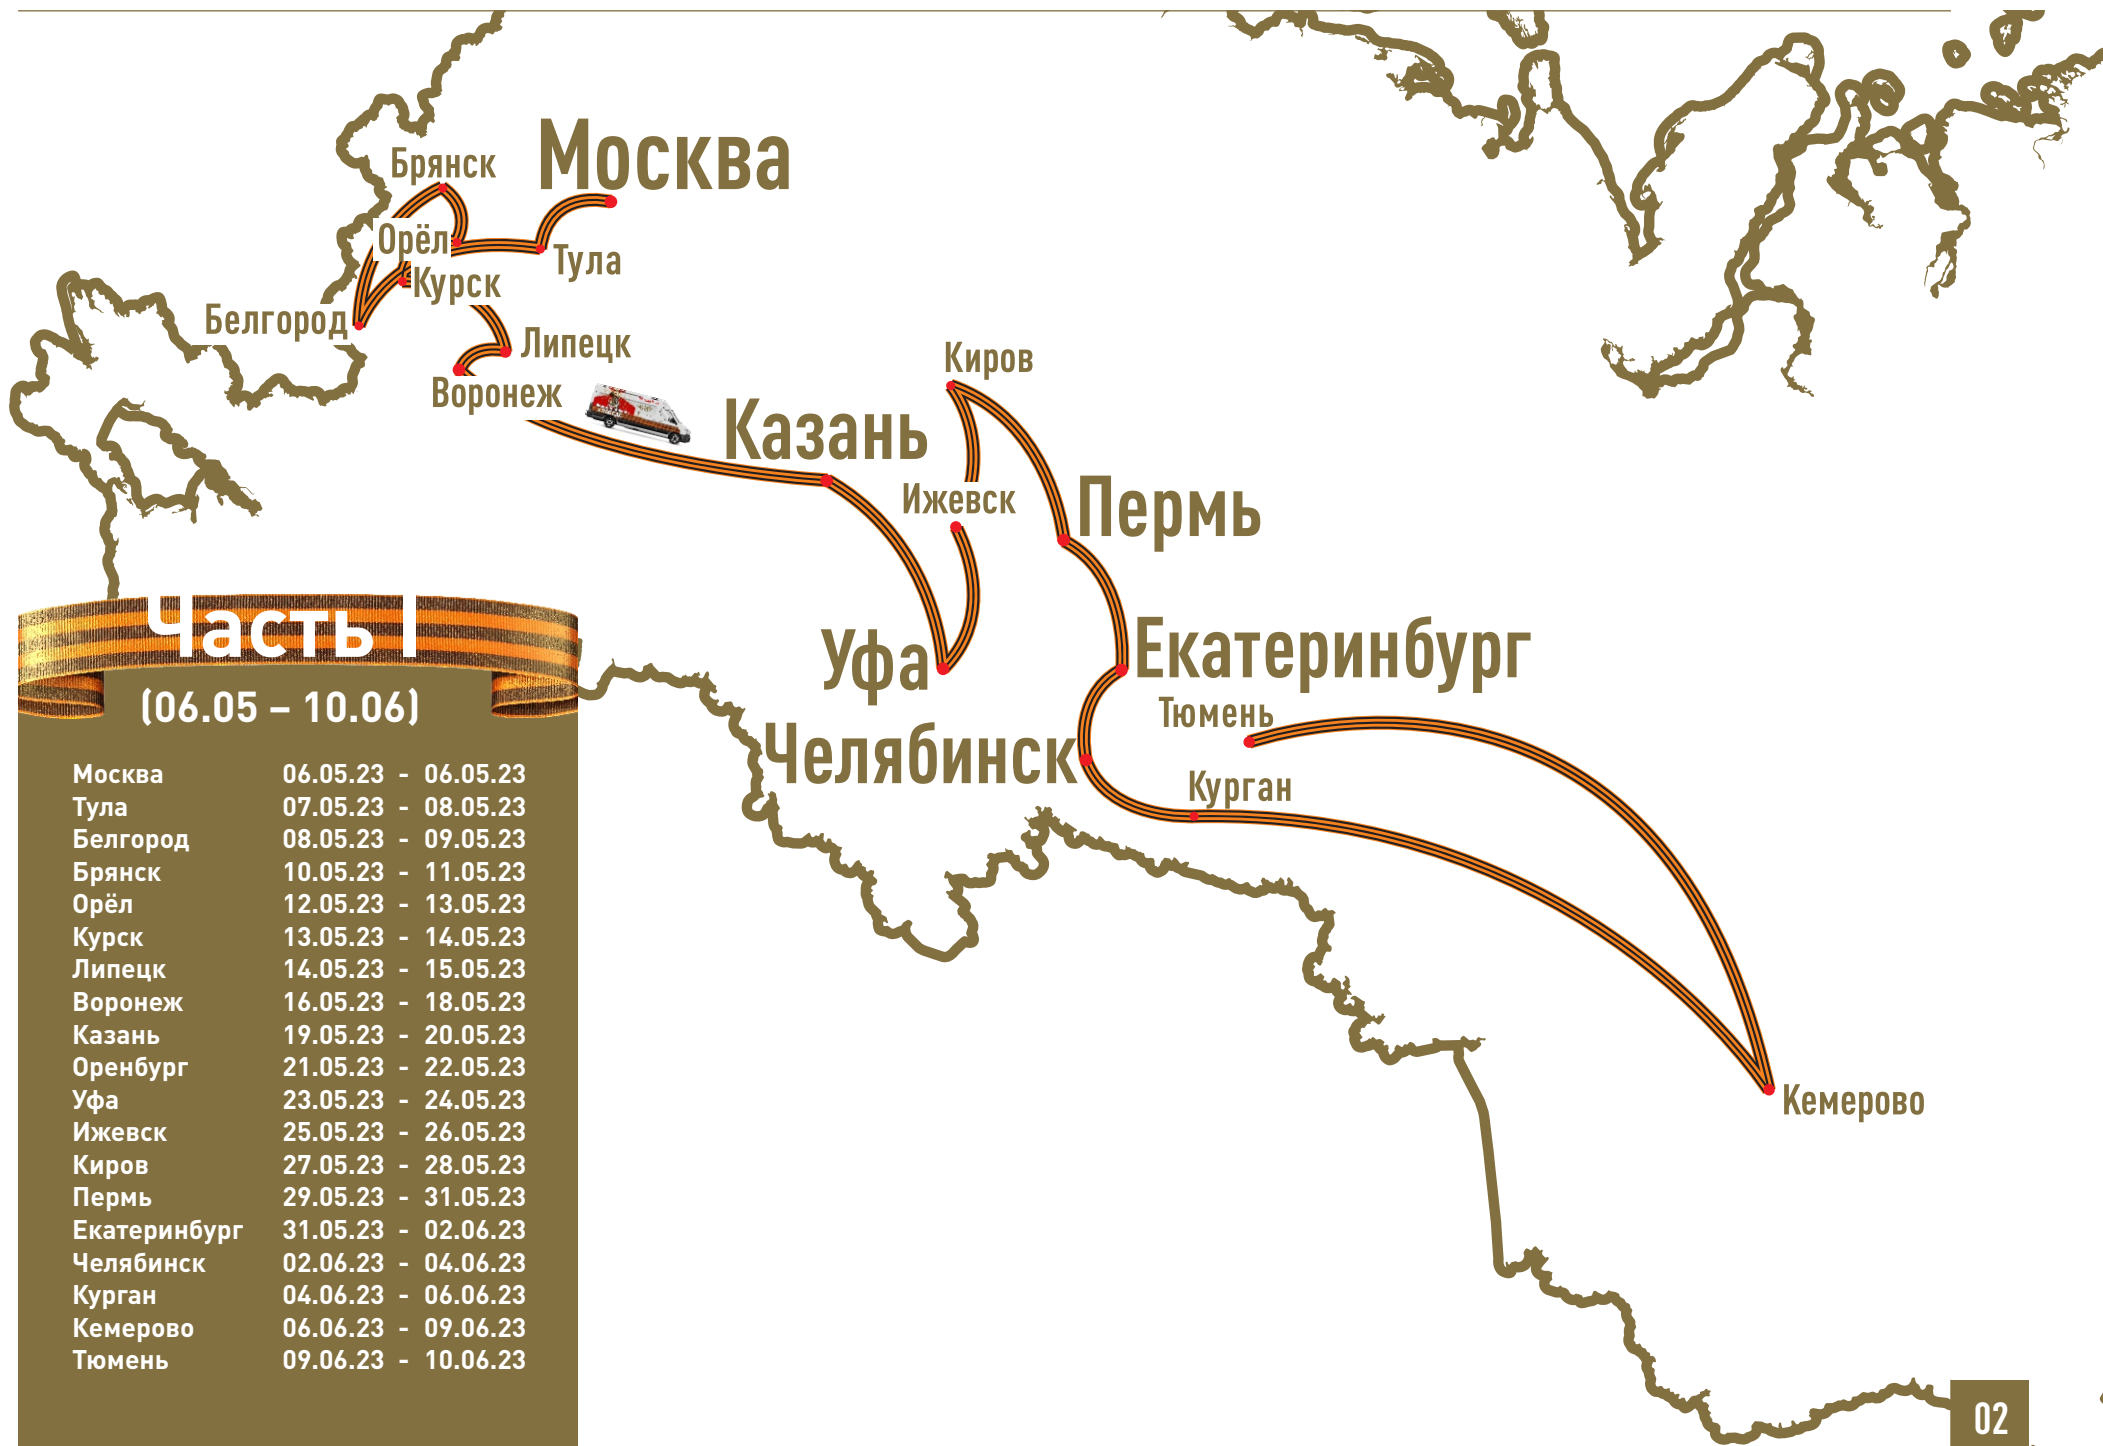 Москва
Брянск
Орёл
Тула
Курск
Белгород
Липецк
Воронеж
Киров
Казань
Ижевск
Пермь
Уфа
Екатеринбург
Тюмень
Челябинск
Курган
Кемерово
Часть I
(06.05 – 10.06)
Москва 06.05.23 - 06.05.23
Тула 07.05.23 - 08.05.23
Белгород 08.05.23 - 09.05.23
Брянск 10.05.23 - 11.05.23
Орёл 12.05.23 - 13.05.23
Курск 13.05.23 - 14.05.23
Липецк 14.05.23 - 15.05.23
Воронеж 16.05.23 - 18.05.23
Казань 19.05.23 - 20.05.23
Оренбург 21.05.23 - 22.05.23
Уфа 23.05.23 - 24.05.23
Ижевск 25.05.23 - 26.05.23
Киров 27.05.23 - 28.05.23
Пермь 29.05.23 - 31.05.23
Екатеринбург 31.05.23 - 02.06.23
Челябинск 02.06.23 - 04.06.23
Курган 04.06.23 - 06.06.23
Кемерово 06.06.23 - 09.06.23
Тюмень 09.06.23 - 10.06.23
02